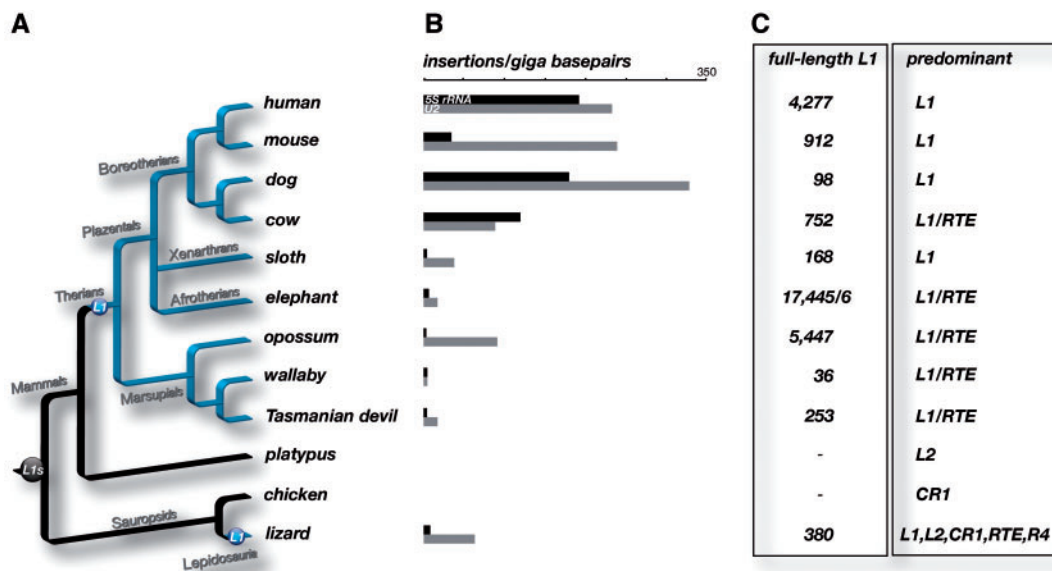 A
B
C
insertions/giga basepairs
350
full-length L1
predominant
5S rRNA
U2
human
4,277
L1
mouse
912
L1
Boreotherians
dog
98
L1
cow
752
L1/RTE
Plazentals
Xenarthrans
sloth
168
L1
Therians
Afrotherians
elephant
17,445/6
L1/RTE
L1
opossum
5,447
L1/RTE
wallaby
36
L1/RTE
Mammals
Marsupials
Tasmanian devil
253
L1/RTE
platypus
-
L2
L1s
chicken
-
CR1
Sauropsids
L1
lizard
380
L1,L2,CR1,RTE,R4
Lepidosauria